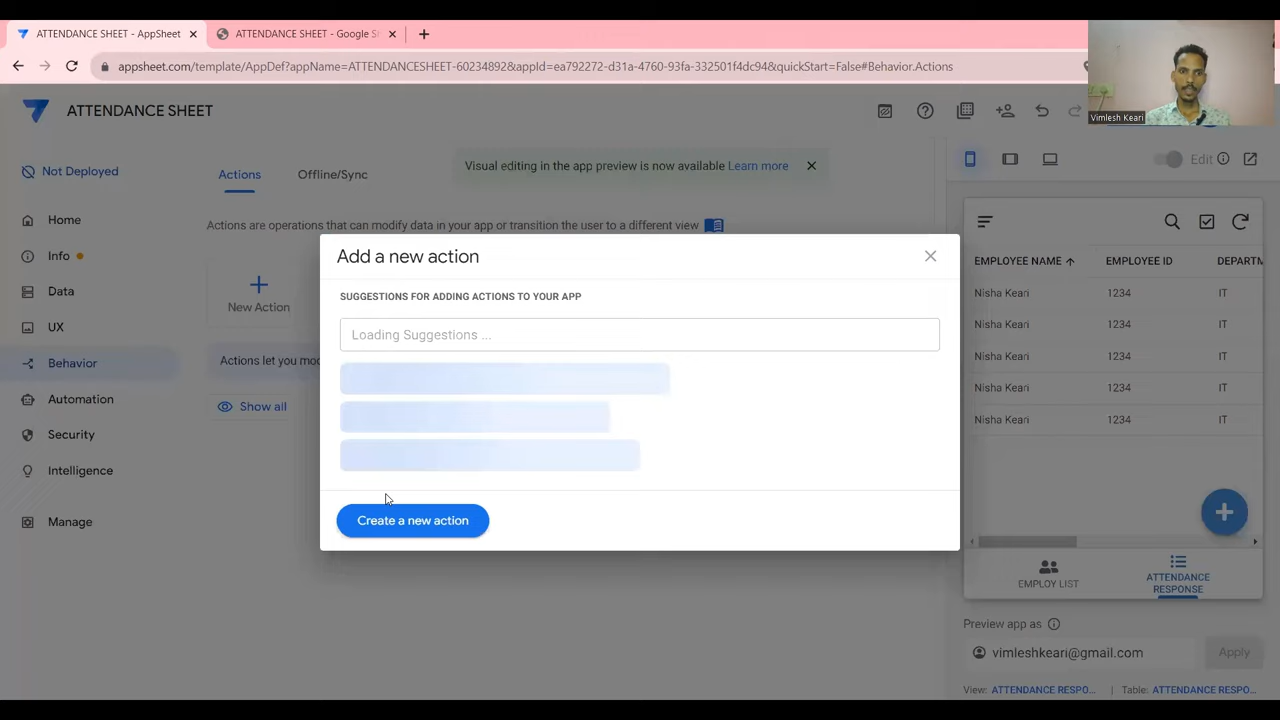 ATTENDANCE SHEET - AppSheet
ATTENDANCE SHEET - Google S
appsheet.com/template/AppDef?appName=ATTENDANCESHEET-60234892&appId=ea792272-d31a-4760-93fa-332501f4dc94&quickStart=False#Behavior.Actions
Vimlesh Keari
ATTENDANCE SHEET
Not Deployed
Home
Info
Data
UX
Behavior
Automation
Security
Intelligence
Manage
Actions
Offline/Sync
Visual editing in the app preview is now available Learn more
Actions are operations that can modify data in your app or transition the user to a different view
New Action
Actions let you mod
Show all
Add a new action
SUGGESTIONS FOR ADDING ACTIONS TO YOUR APP
Loading Suggestions ...
Create a new action
Edit
EMPLOYEE NAME EMPLOYEE ID DEPARTM
Nisha Keari 1234 IT
Nisha Keari 1234 IT
Nisha Keari 1234 IT
Nisha Keari 1234 IT
Nisha Keari 1234 IT
EMPLOY LIST
ATTENDANCE
RESPONSE
Preview app as
vimleshkeari@gmail.com
Apply
View: ATTENDANCE RESPO... | Table: ATTENDANCE RESPO...